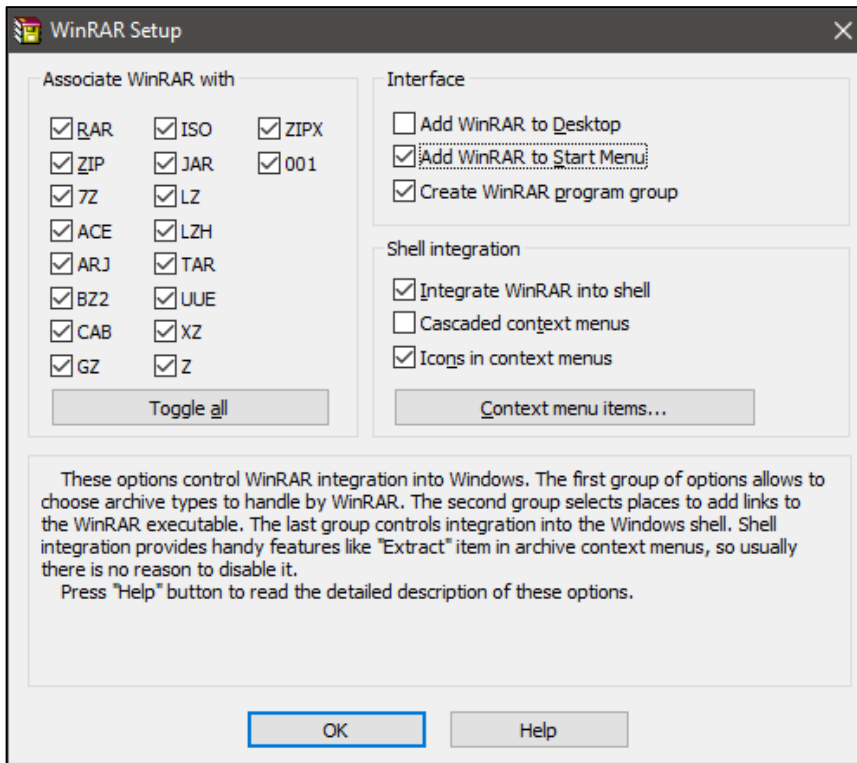 WinRAR Setup
Associate WinRAR with
RAR
ISO
ZIPX
ZIP
JAR
001
7Z
LZ
ACE
LZH
ARJ
TAR
BZ2
UUE
CAB
XZ
GZ
Z
Toggle all
Interface
Add WinRAR to Desktop
Add WinRAR to Start Menu
Create WinRAR program group
Shell integration
Integrate WinRAR into shell
Cascaded context menus
Icons in context menus
Context menu items...
These options control WinRAR integration into Windows. The first group of options allows to
choose archive types to handle by WinRAR. The second group selects places to add links to
the WinRAR executable. The last group controls integration into the Windows shell. Shell
integration provides handy features like "Extract" item in archive context menus, so usually
there is no reason to disable it.
Press "Help" button to read the detailed description of these options.
OK
Help